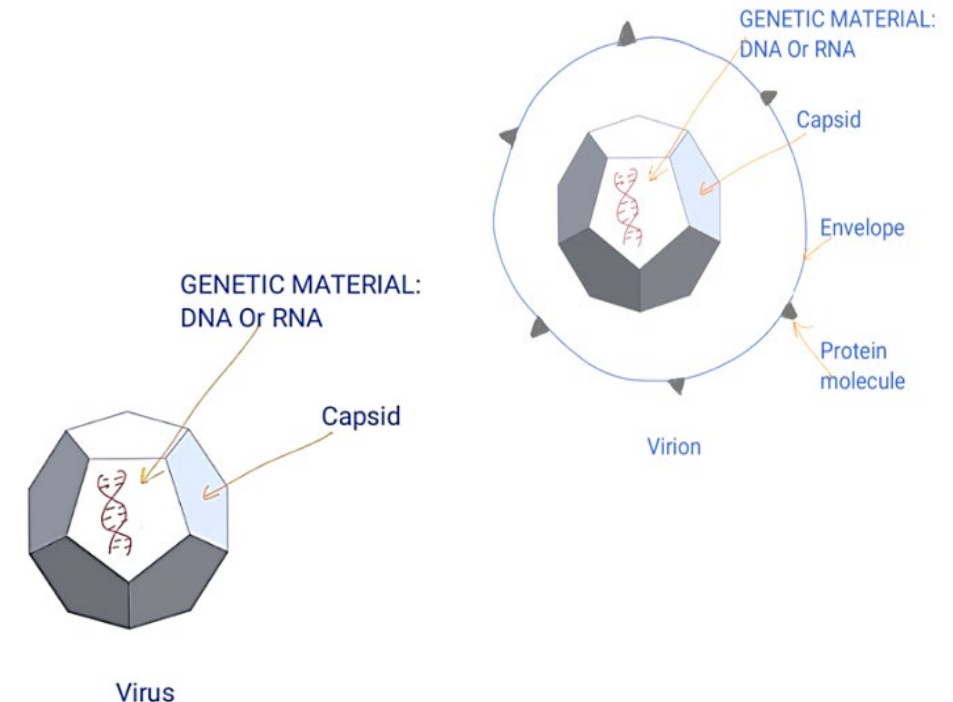 GENETIC MATERIAL:
DNA Or RNA
Capsid
Envelope
Protein
molecule
Virion
GENETIC MATERIAL:
DNA Or RNA
Capsid
Virus